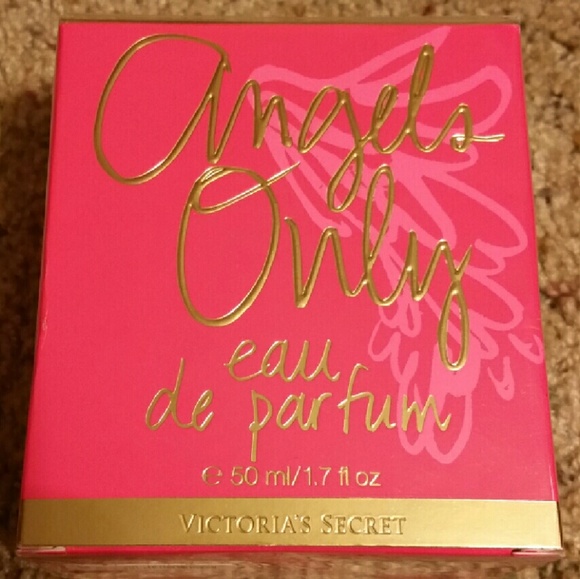 Angels
Only
eau
de parfum
℮ 50 ml/1.7 fl oz
VICTORIA'S SECRET